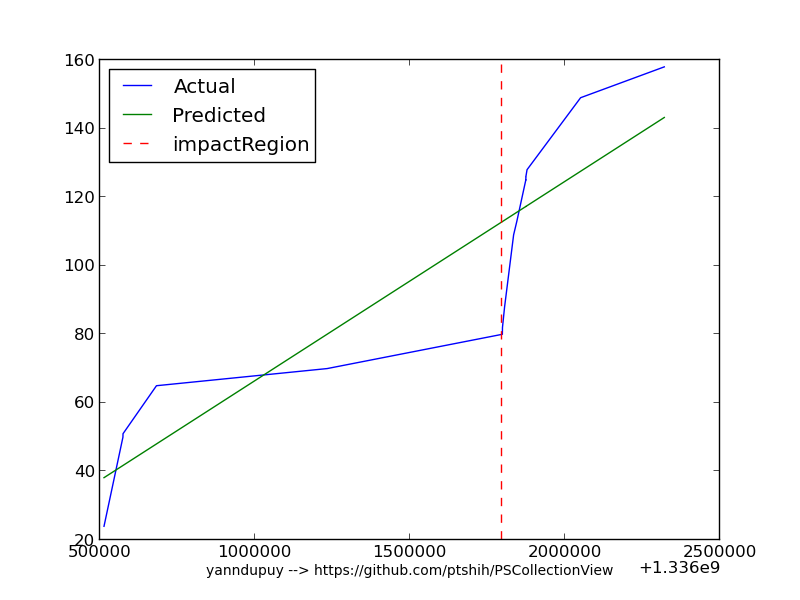 160
140
120
100
80
60
40
20
Actual
Predicted
impactRegion
500000 1000000 1500000 2000000 2500000
+1.336e9
yanndupuy --> https://github.com/ptshih/PSCollectionView